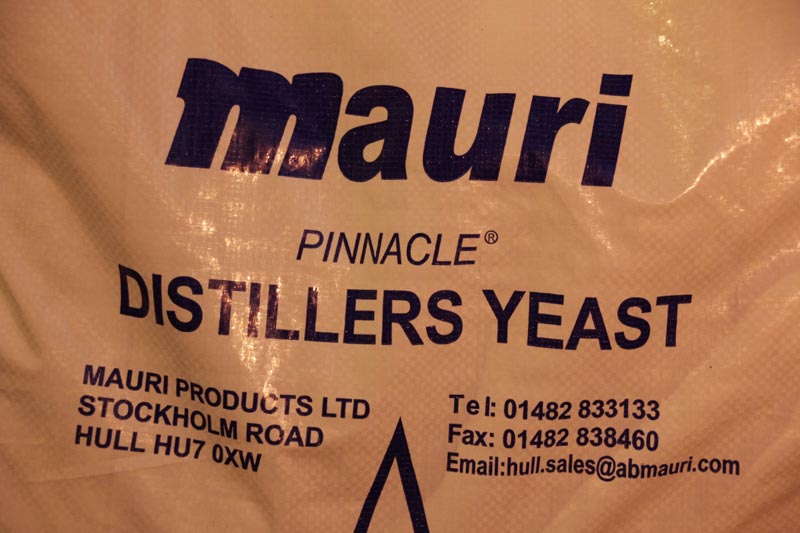 mauri
PINNACLE®
DISTILLERS YEAST
MAURI PRODUCTS LTD
STOCKHOLM ROAD
HULL HU7 0XW
Tel: 01482 833133
Fax: 01482 838460
Email:hull.sales@abmauri.com